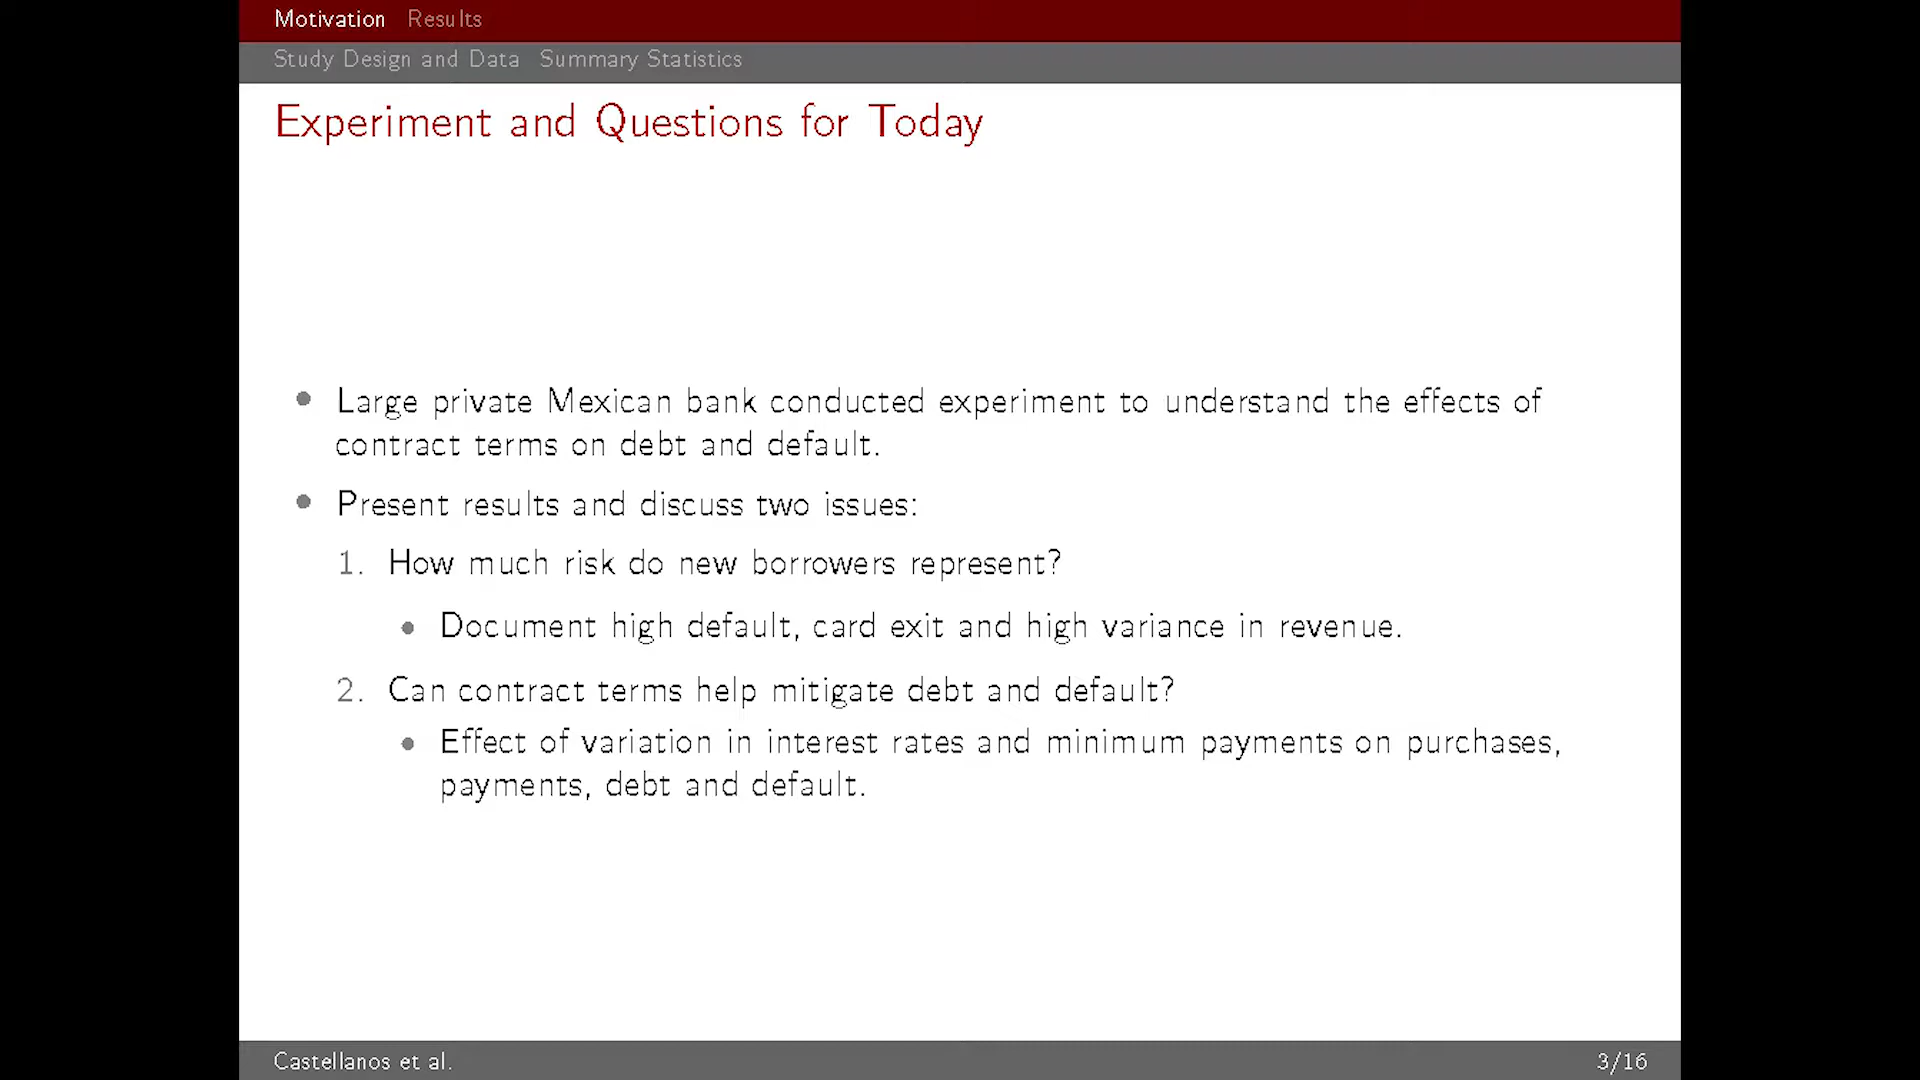 Motivation Results
Study Design and Data Summary Statistics
Experiment and Questions for Today
• Large private Mexican bank conducted experiment to understand the effects of
contract terms on debt and default.
• Present results and discuss two issues:
1. How much risk do new borrowers represent?
• Document high default, card exit and high variance in revenue.
2. Can contract terms help mitigate debt and default?
• Effect of variation in interest rates and minimum payments on purchases,
payments, debt and default.
Castellanos et al. 3/16